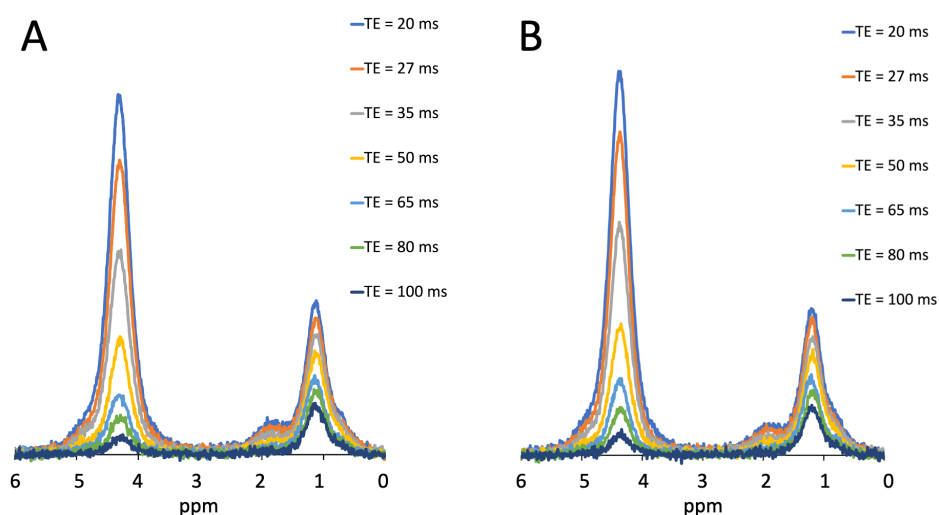 A
TE = 20 ms
TE = 27 ms
TE = 35 ms
TE = 50 ms
TE = 65 ms
TE = 80 ms
TE = 100 ms
6 5 4 3 2 1 0
ppm
B
TE = 20 ms
TE = 27 ms
TE = 35 ms
TE = 50 ms
TE = 65 ms
TE = 80 ms
TE = 100 ms
6 5 4 3 2 1 0
ppm